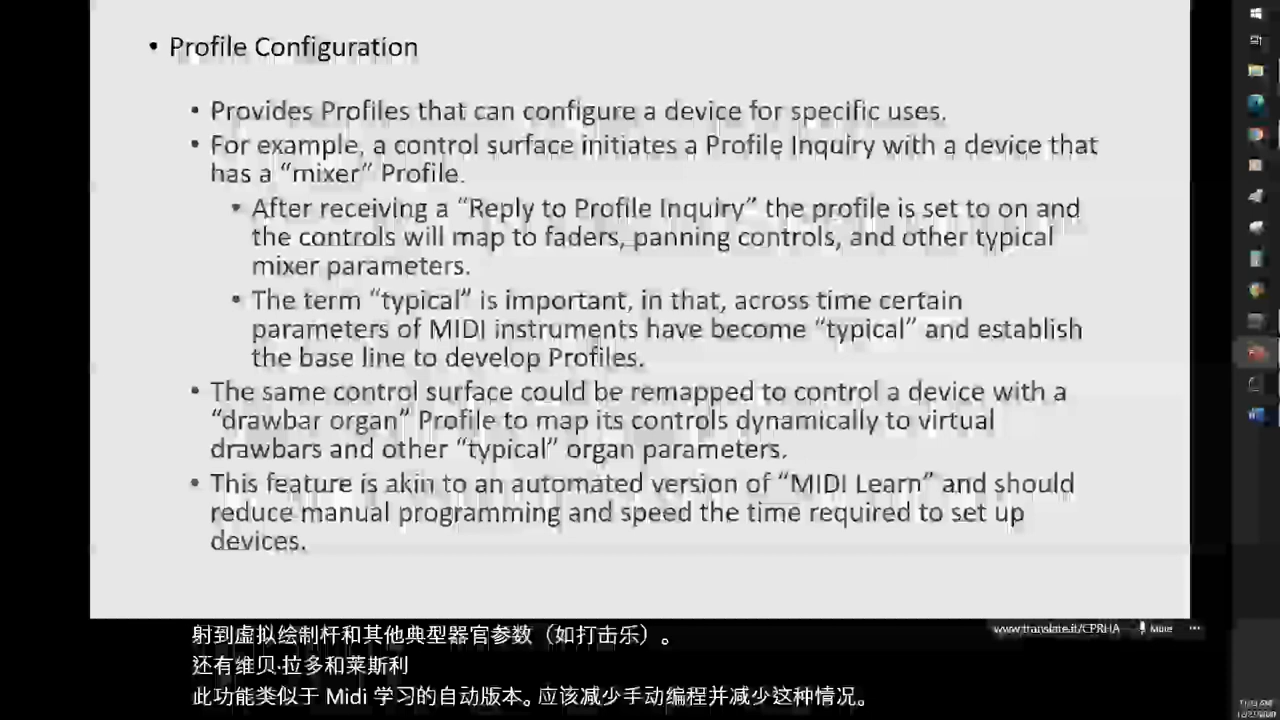 • Profile Configuration
• Provides Profiles that can configure a device for specific uses.
• For example, a control surface initiates a Profile Inquiry with a device that
has a “mixer” Profile.
• After receiving a “Reply to Profile Inquiry” the profile is set to on and
the controls will map to faders, panning controls, and other typical
mixer parameters.
• The term “typical” is important, in that, across time certain
parameters of MIDI instruments have become “typical” and establish
the base line to develop Profiles.
• The same control surface could be remapped to control a device with a
“drawbar organ” Profile to map its controls dynamically to virtual
drawbars and other “typical” organ parameters.
• This feature is akin to an automated version of “MIDI Learn” and should
reduce manual programming and speed the time required to set up
devices.
www.translate.it/CPRHA More ...
射到虚拟绘制杆和其他典型器官参数（如打击乐）。
还有维贝·拉多和莱斯利
此功能类似于 Midi 学习的自动版本。应该减少手动编程并减少这种情况。